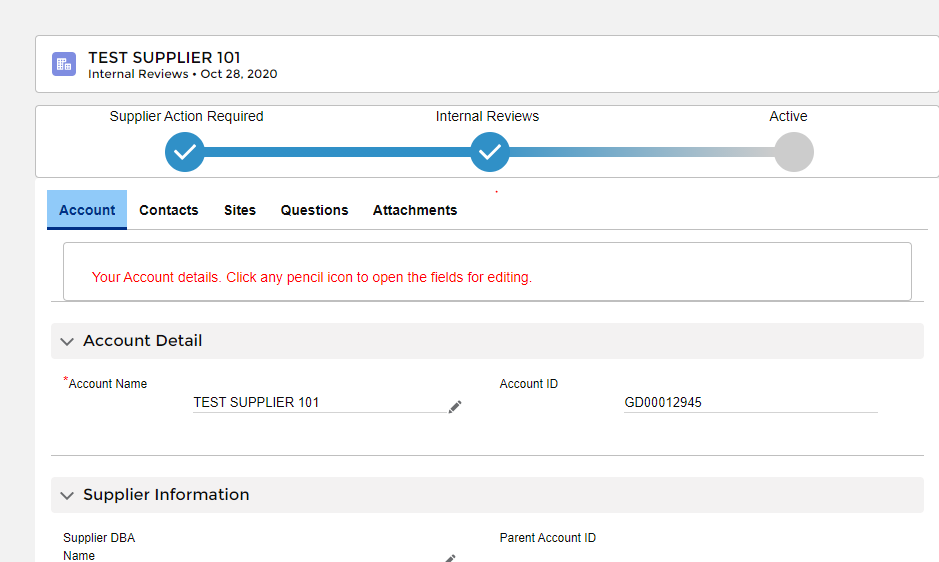 TEST SUPPLIER 101
Internal Reviews • Oct 28, 2020
Supplier Action Required
Internal Reviews
Active
Account
Contacts
Sites
Questions
Attachments
Your Account details. Click any pencil icon to open the fields for editing.
Account Detail
*Account Name
TEST SUPPLIER 101
Account ID
GD00012945
Supplier Information
Supplier DBA
Name
Parent Account ID